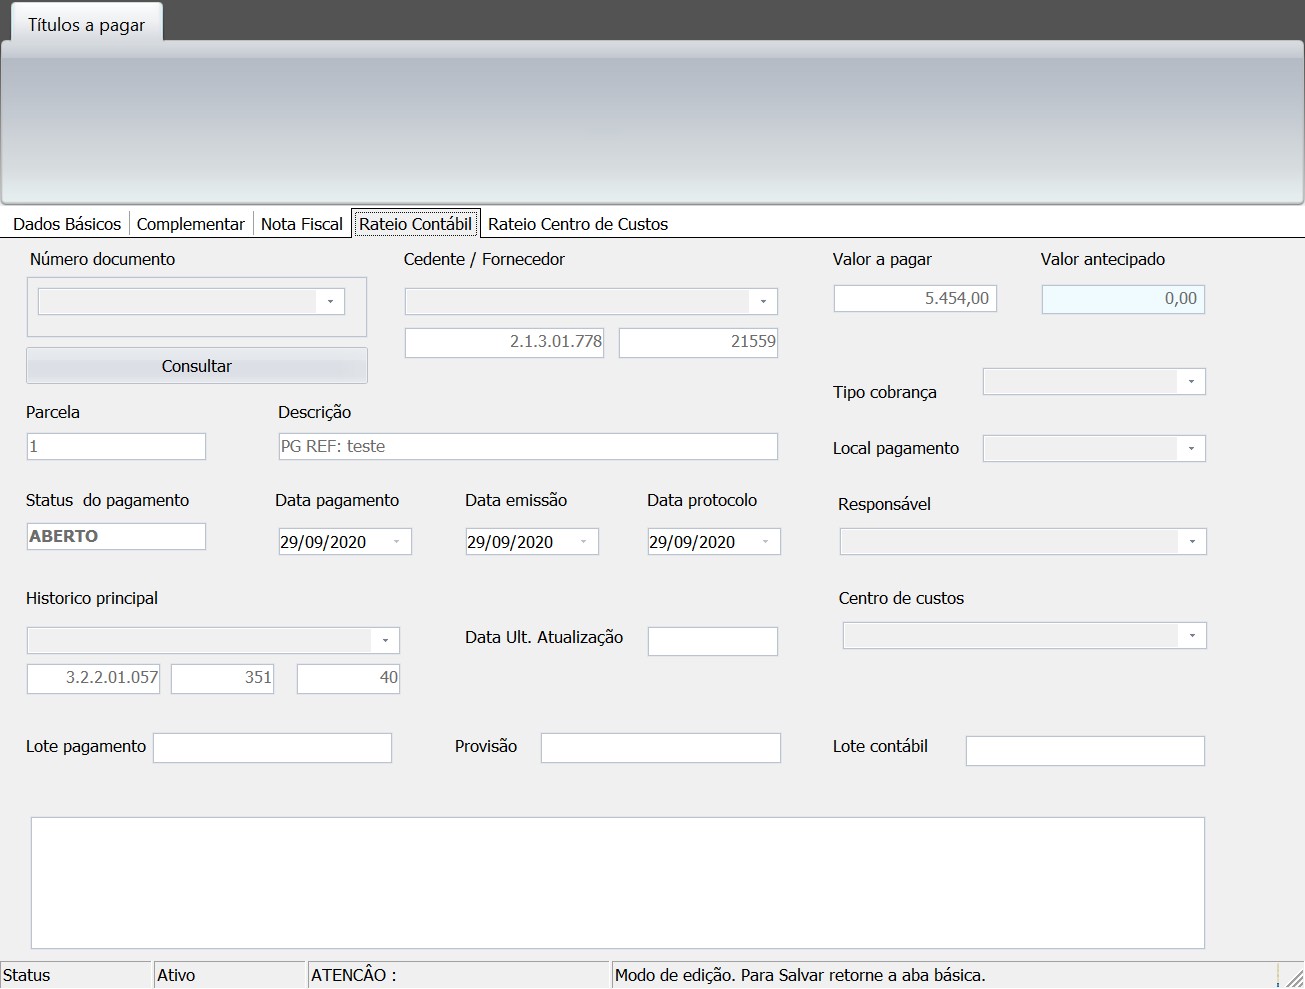 Títulos a pagar
Dados Básicos Complementar Nota Fiscal Rateio Contábil Rateio Centro de Custos
Número documento Cedente / Fornecedor Valor a pagar Valor antecipado
5.454,00 0,00
2.1.3.01.778 21559
Consultar
Tipo cobrança
Parcela Descrição
1 PG REF: teste Local pagamento
Status do pagamento Data pagamento Data emissão Data protocolo Responsável
ABERTO 29/09/2020 29/09/2020 29/09/2020
Historico principal Centro de custos
Data Ult. Atualização
3.2.2.01.057 351 40
Lote pagamento Provisão Lote contábil
Status Ativo ATENCÂO : Modo de edição. Para Salvar retorne a aba básica.